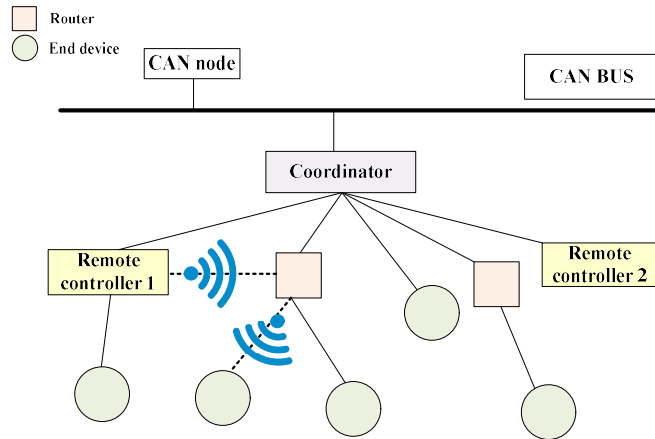 Router
End device
CAN node
CAN BUS
Coordinator
Remote
controller 1
Remote
controller 2